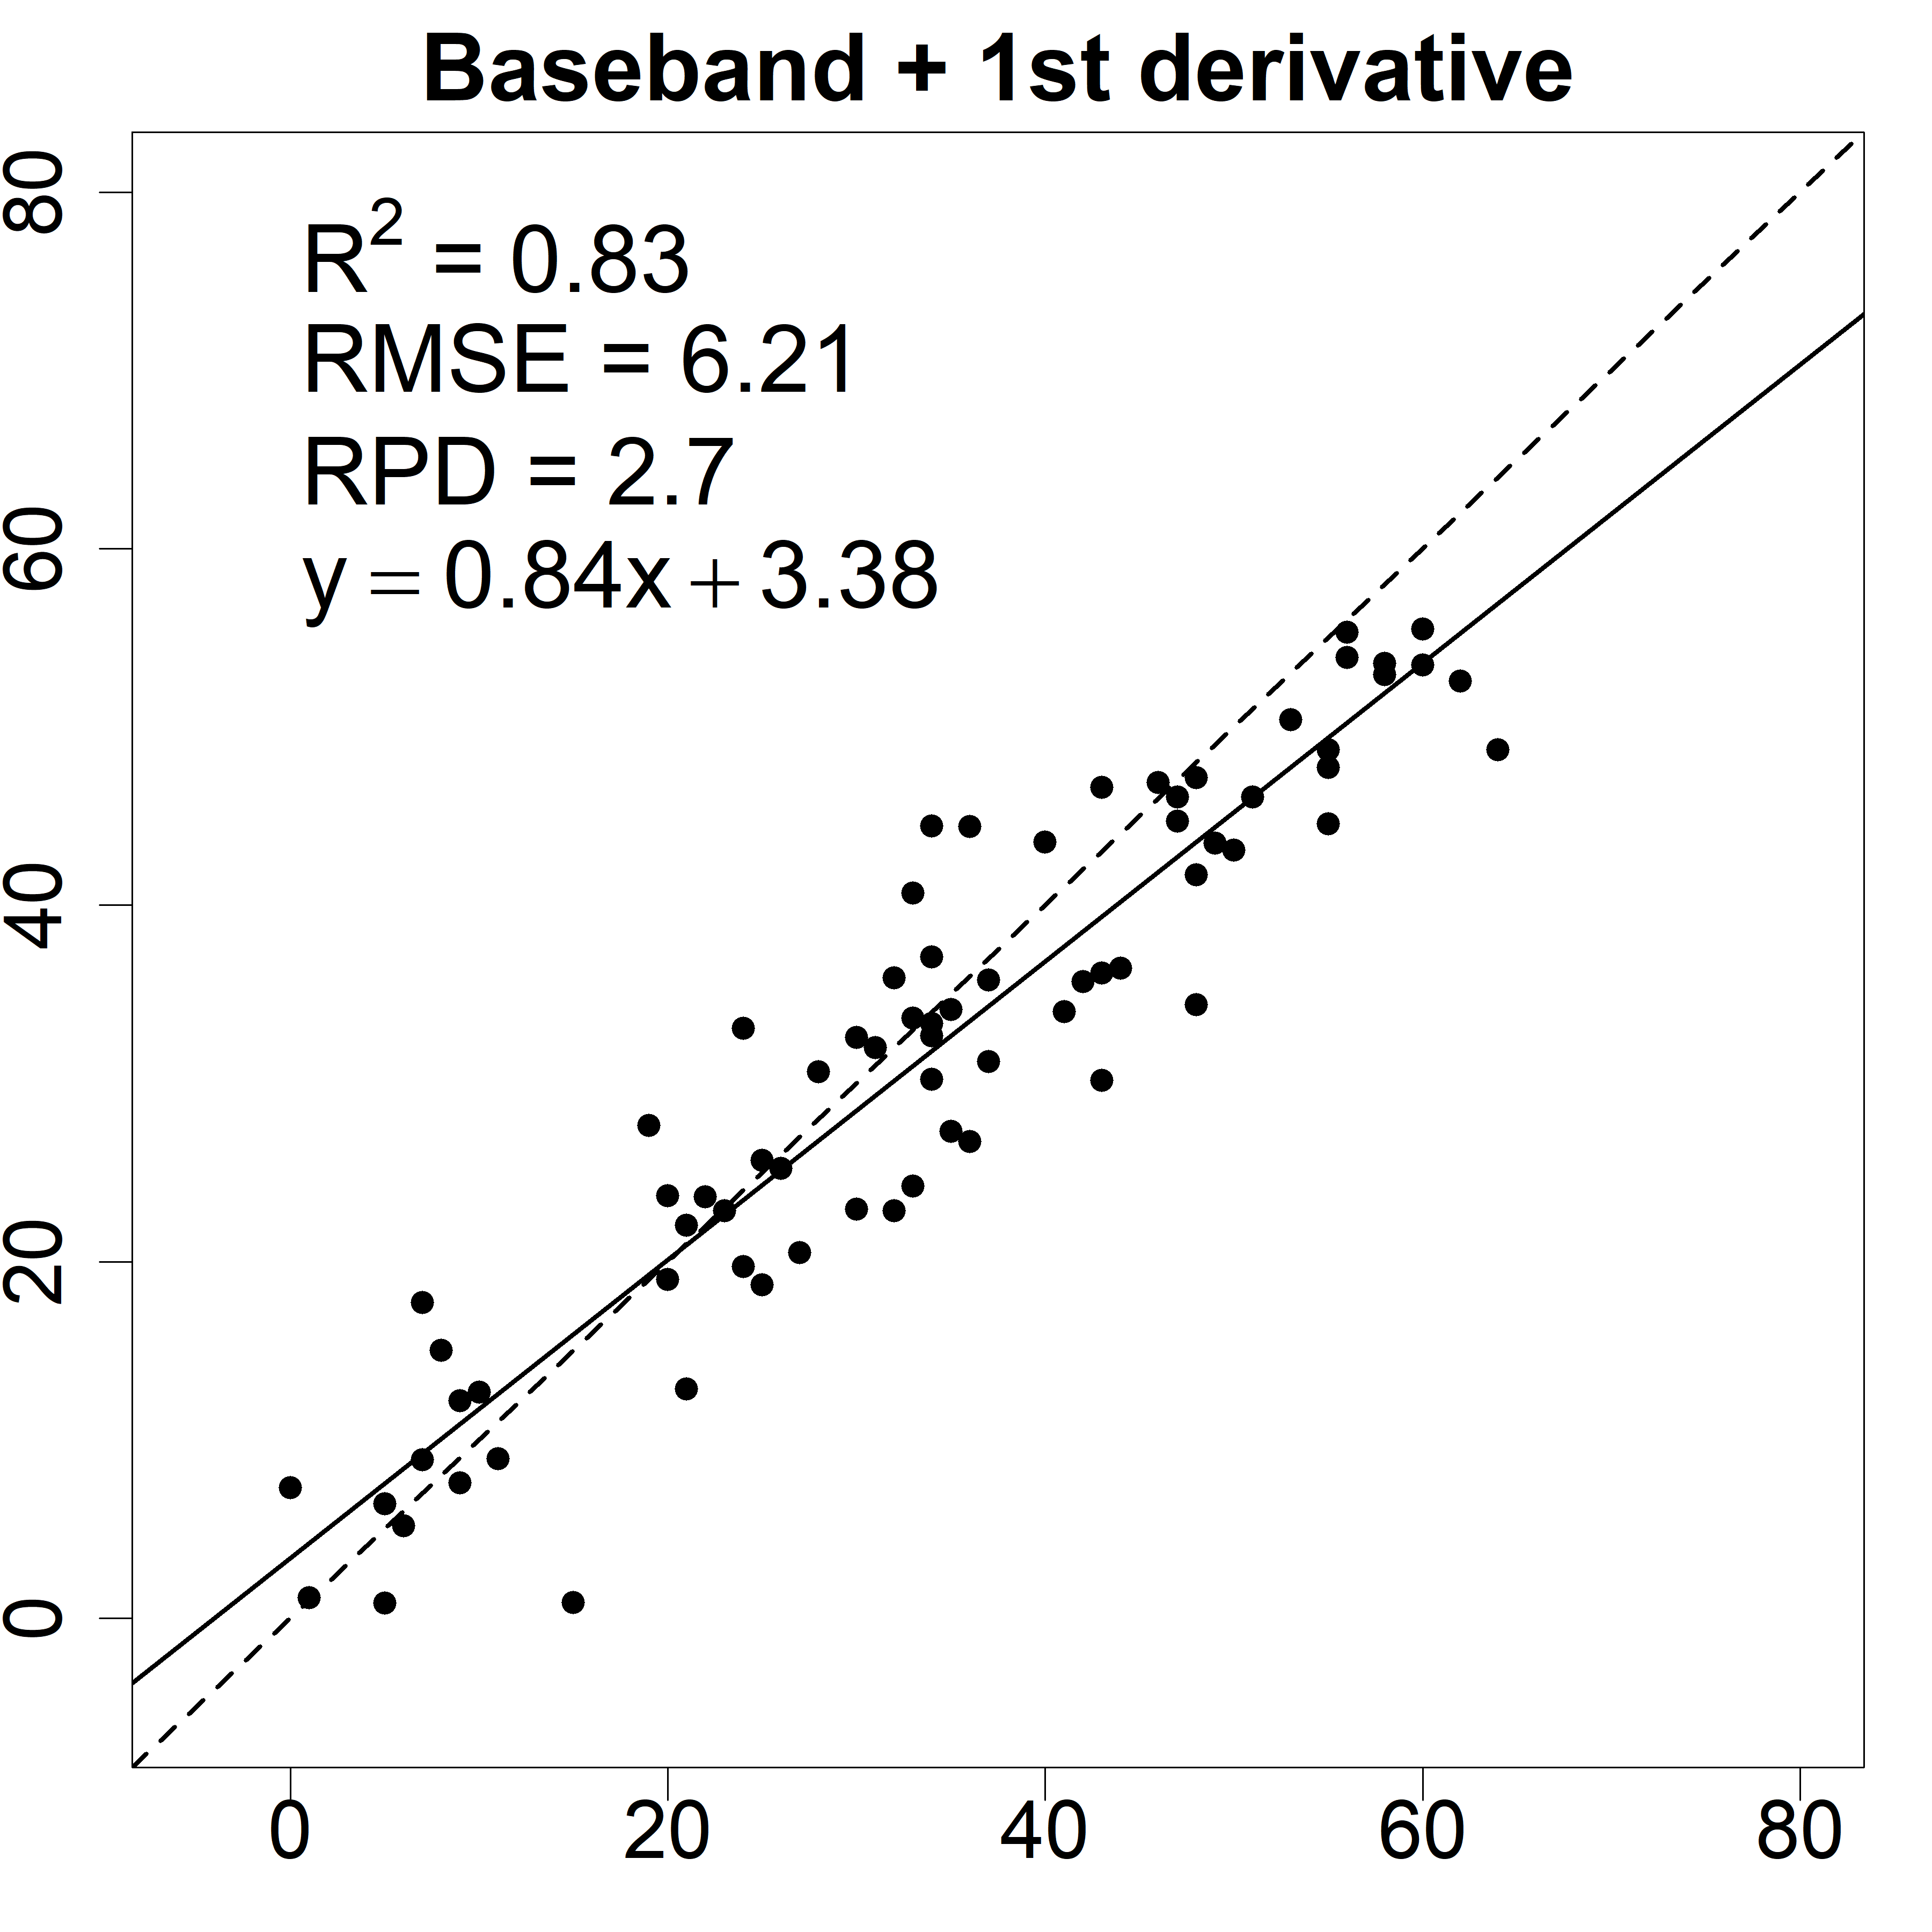 Baseband + 1st derivative
R² = 0.83
RMSE = 6.21
RPD = 2.7
y = 0.84x + 3.38
80
60
40
20
0
0 20 40 60 80